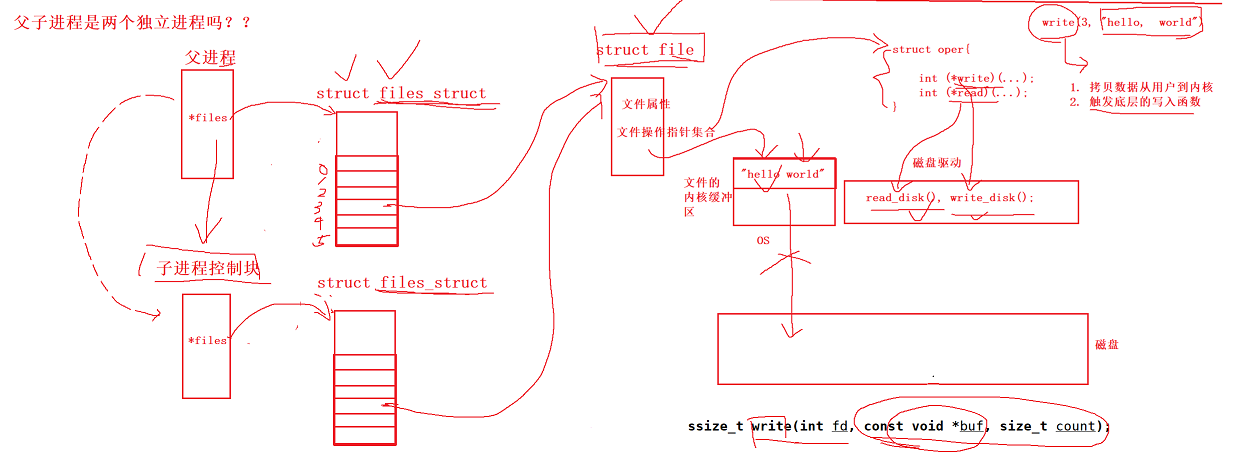 父子进程是两个独立进程吗？？
父进程
*files
struct files_struct
0
1
2
3
4
5
子进程控制块
*files
struct files_struct
struct file
文件属性
文件操作指针集合
struct oper{
int (*write)(...);
int (*read)(...);
}
write(3, "hello, world")
1. 拷贝数据从用户到内核
2. 触发底层的写入函数
文件的
内核缓冲
区
"hello world"
OS
磁盘驱动
read_disk(), write_disk();
磁盘
ssize_t write(int fd, const void *buf, size_t count);